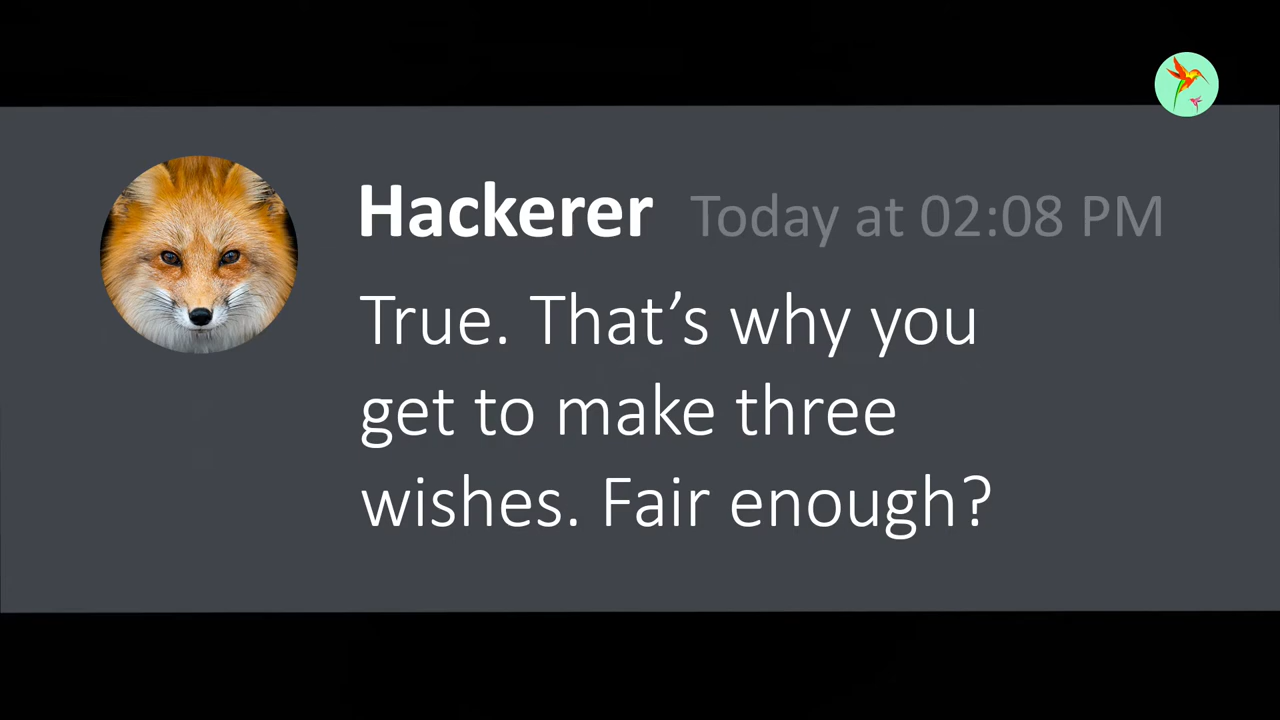 Hackerer Today at 02:08 PM
True. That’s why you
get to make three
wishes. Fair enough?